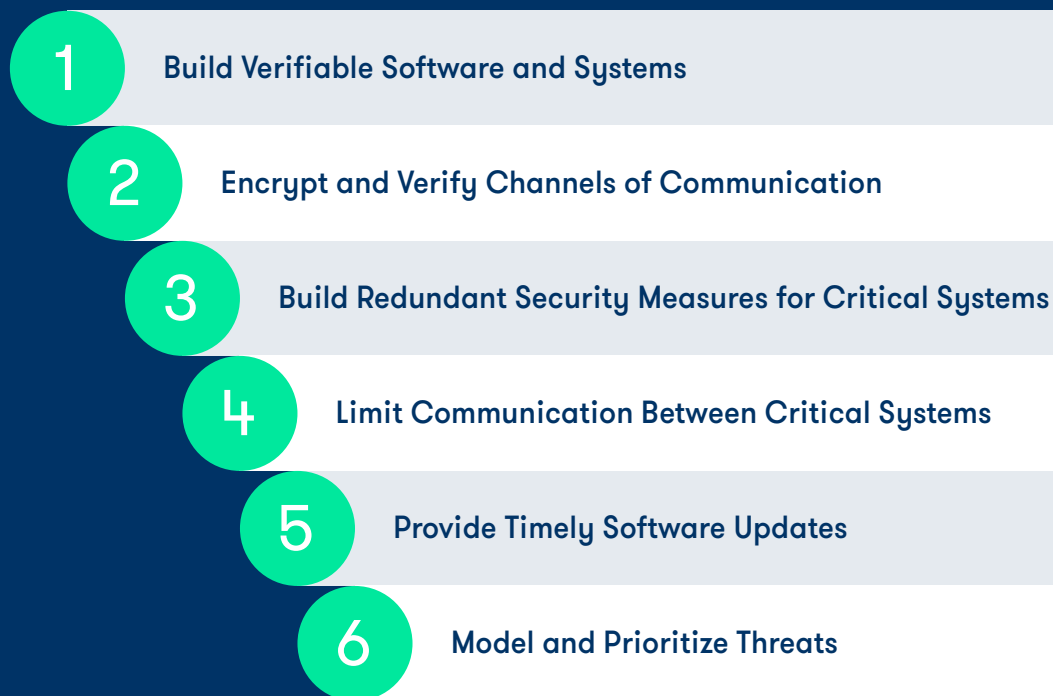 1 Build Verifiable Software and Systems
2 Encrypt and Verify Channels of Communication
3 Build Redundant Security Measures for Critical Systems
4 Limit Communication Between Critical Systems
5 Provide Timely Software Updates
6 Model and Prioritize Threats